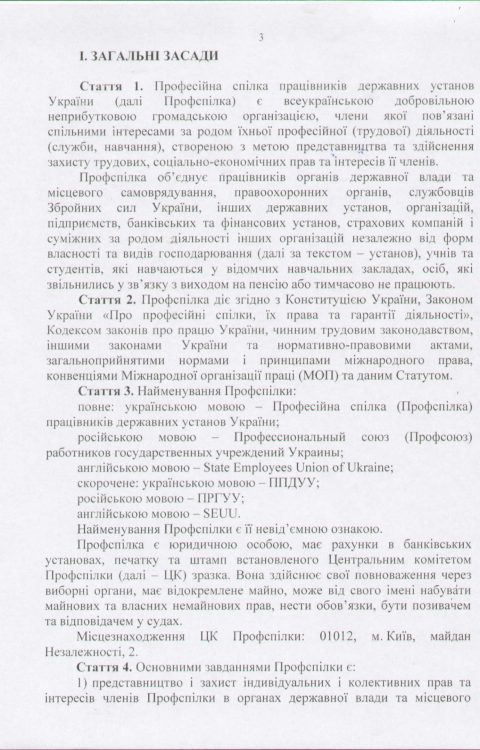 3
І. ЗАГАЛЬНІ ЗАСАДИ
Стаття 1. Професійна спілка працівників державних установ
України (далі Профспілка) є всеукраїнською добровільною
неприбутковою громадською організацією, члени якої пов'язані
спільними інтересами за родом їхньої професійної (трудової) діяльності
(служби, навчання), створеною з метою представництва та здійснення
захисту трудових, соціально-економічних прав та інтересів її членів.
Профспілка об'єднує працівників органів державної влади та
місцевого самоврядування, правоохоронних органів, службовців
Збройних сил України, інших державних установ, організацій,
підприємств, банківських та фінансових установ, страхових компаній і
суміжних за родом діяльності інших організацій незалежно від форм
власності та видів господарювання (далі за текстом – установ), учнів та
студентів, які навчаються у відомчих навчальних закладах, осіб, які
звільнились у зв'язку з виходом на пенсію або тимчасово не працюють.
Стаття 2. Профспілка діє згідно з Конституцією України, Законом
України «Про професійні спілки, їх права та гарантії діяльності»,
Кодексом законів про працю України, чинним трудовим законодавством,
іншими законами України та нормативно-правовими актами,
загальноприйнятими нормами і принципами міжнародного права,
конвенціями Міжнародної організації праці (МОП) та даним Статутом.
Стаття 3. Найменування Профспілки:
повне: українською мовою – Професійна спілка (Профспілка)
працівників державних установ України;
російською мовою – Профессиональный союз (Профсоюз)
работников государственных учреждений Украины;
англійською мовою – State Employees Union of Ukraine;
скорочене: українською мовою – ППДУУ;
російською мовою – ПРГУУ;
англійською мовою – SEUU.
Найменування Профспілки є її невід'ємною ознакою.
Профспілка є юридичною особою, має рахунки в банківських
установах, печатку та штамп встановленого Центральним комітетом
Профспілки (далі – ЦК) зразка. Вона здійснює свої повноваження через
виборні органи, має відокремлене майно, може від свого імені набувати
майнових та власних немайнових прав, нести обов'язки, бути позивачем
та відповідачем у судах.
Місцезнаходження ЦК Профспілки: 01012, м. Київ, майдан
Незалежності, 2.
Стаття 4. Основними завданнями Профспілки є:
1) представництво і захист індивідуальних і колективних прав та
інтересів членів Профспілки в органах державної влади та місцевого